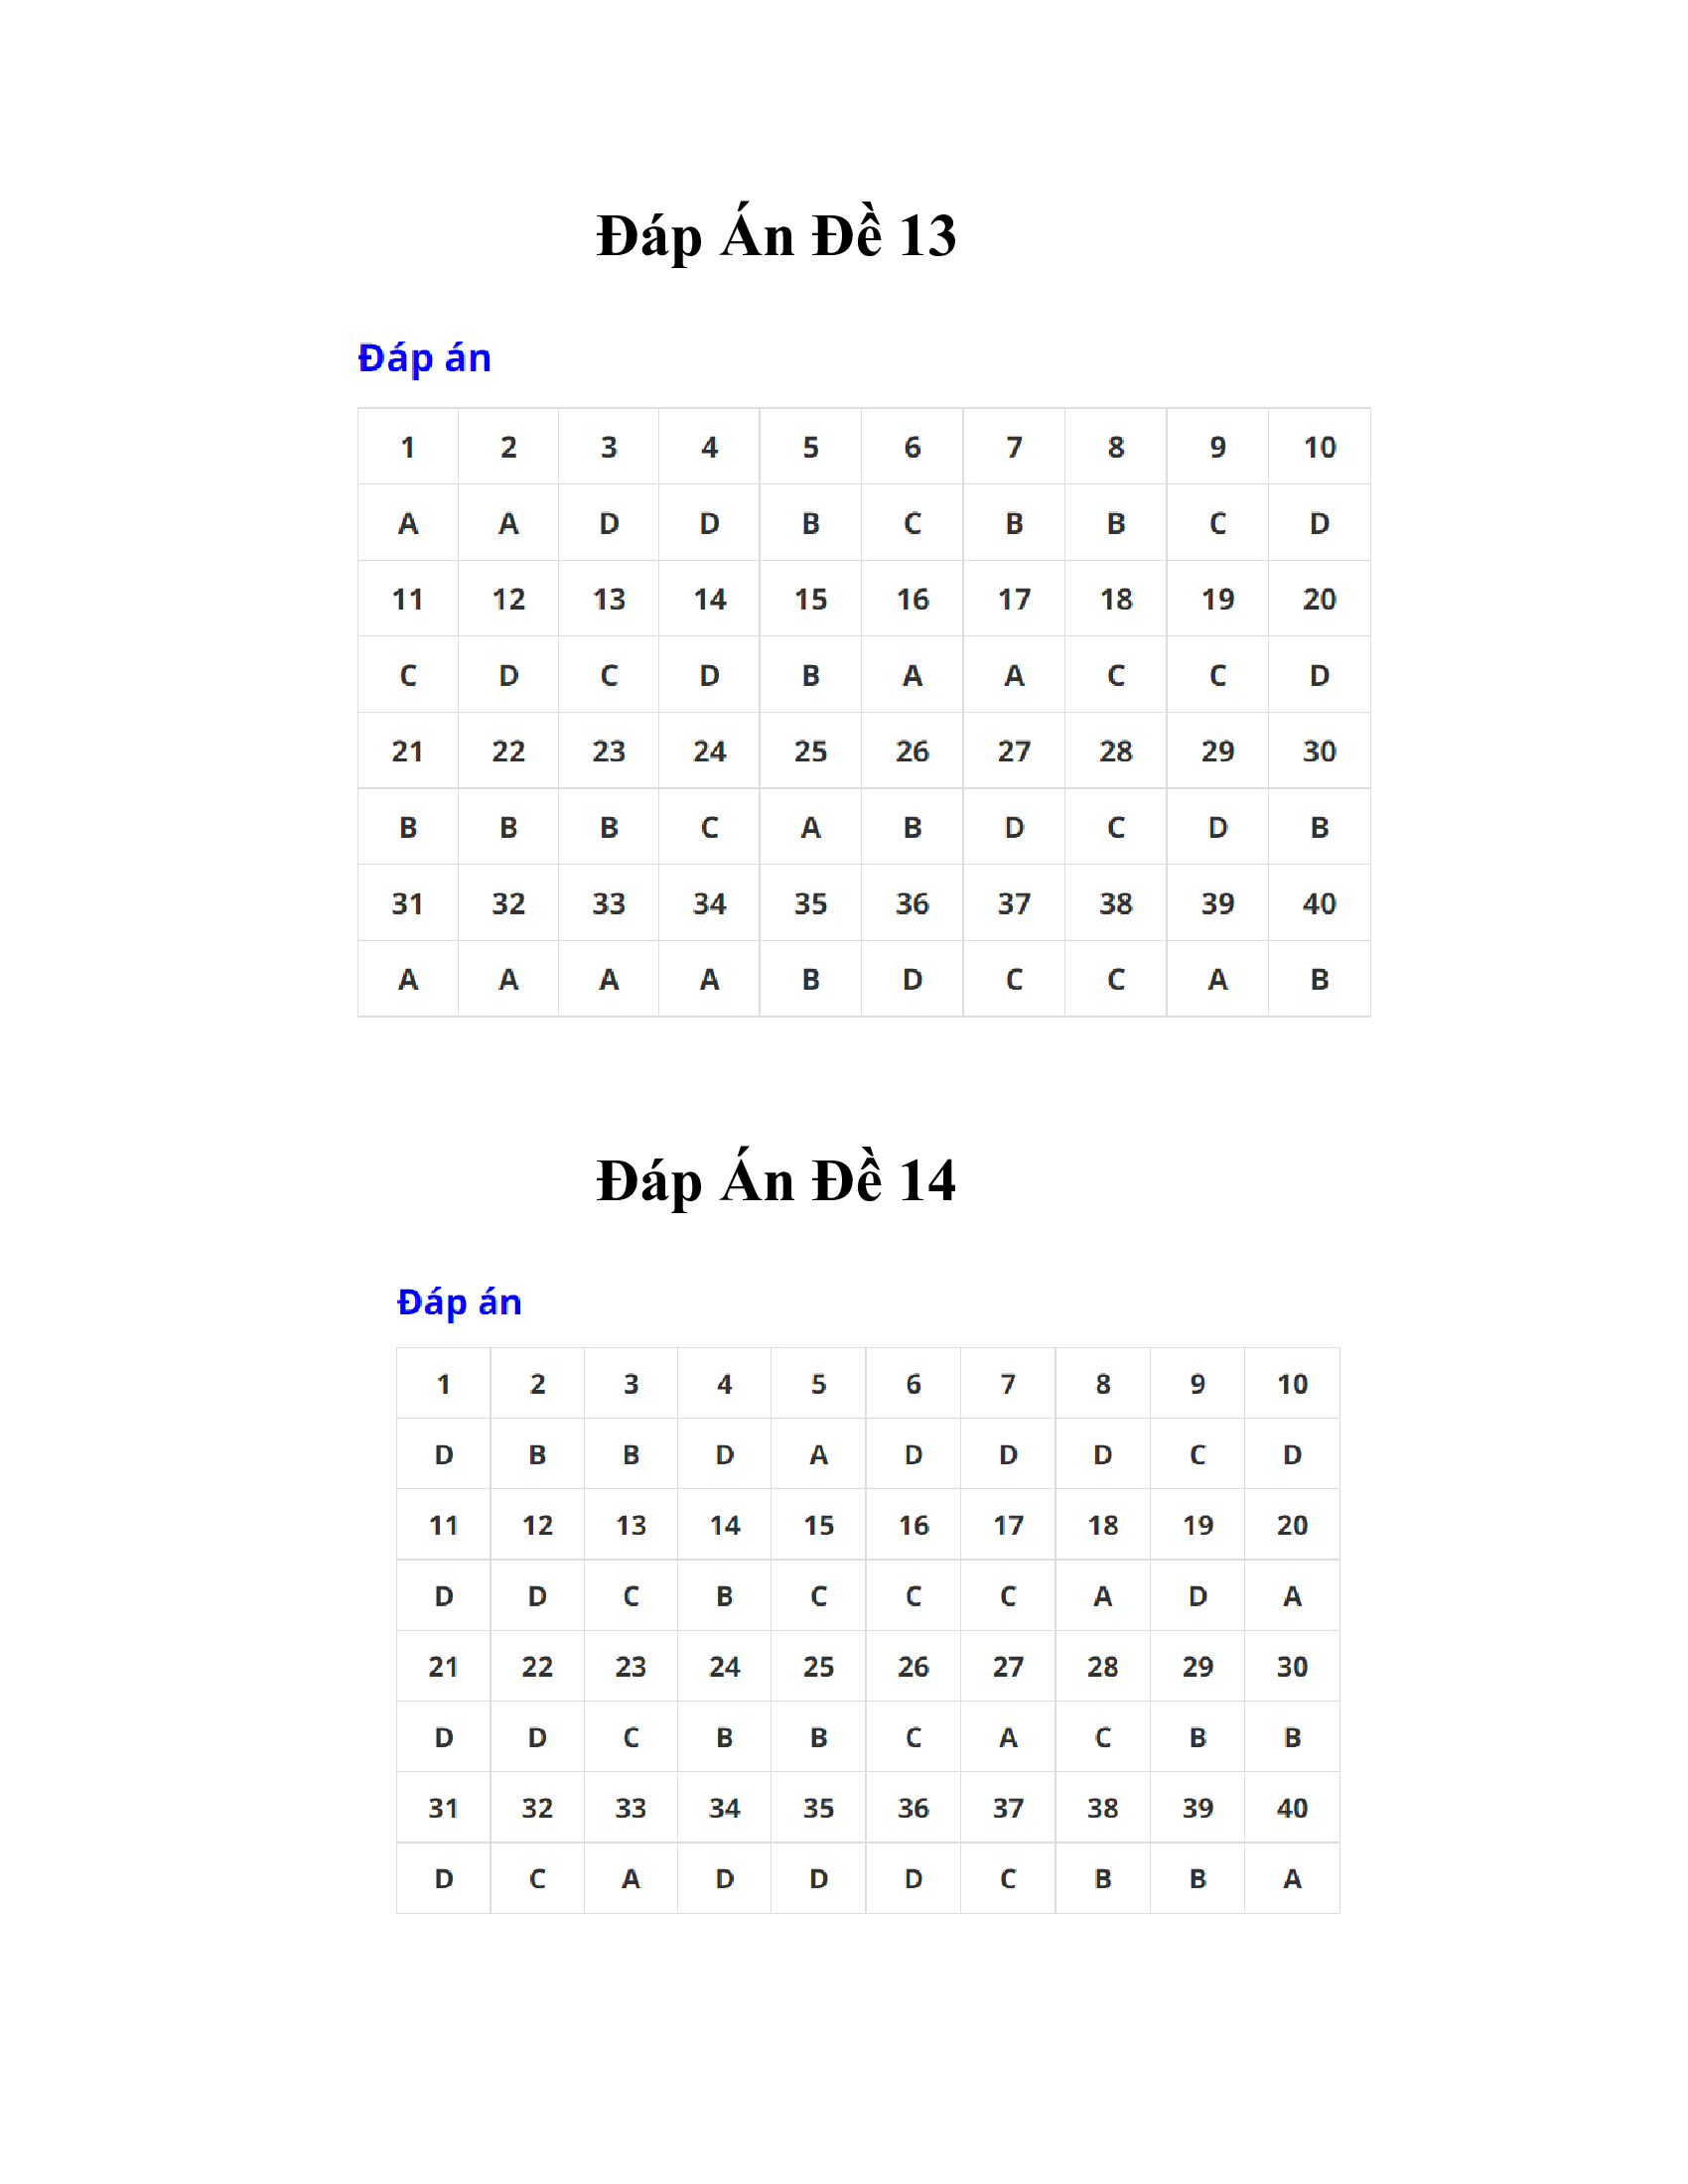 Đáp Án Đề 13
Đáp án
1 2 3 4 5 6 7 8 9 10
A A D D B C B B C D
11 12 13 14 15 16 17 18 19 20
C D C D B A A C C D
21 22 23 24 25 26 27 28 29 30
B B B C A B D C D B
31 32 33 34 35 36 37 38 39 40
A A A A B D C C A B
Đáp Án Đề 14
Đáp án
1 2 3 4 5 6 7 8 9 10
D B B D A D D D C D
11 12 13 14 15 16 17 18 19 20
D D C B C C C A D A
21 22 23 24 25 26 27 28 29 30
D D C B B C A C B B
31 32 33 34 35 36 37 38 39 40
D C A D D D C B B A